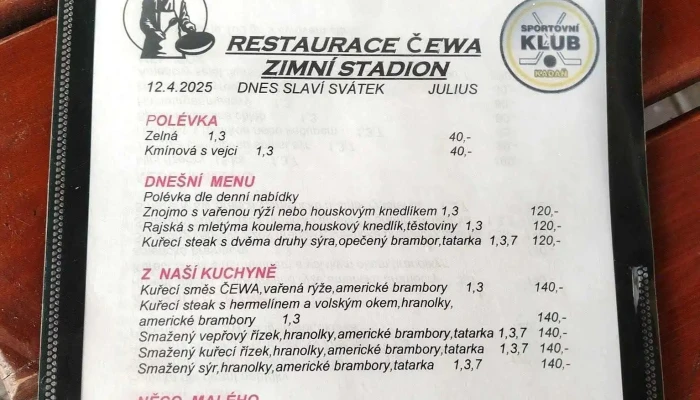 SPORTOVNÍ
KLUB
KADAŇ
RESTAURACE ČEWA
ZIMNÍ STADION
12.4.2025 DNES SLAVÍ SVÁTEK JULIUS
POLÉVKA
Zelná 1,3 40,-
Kmínová s vejci 1,3 40,-
DNEŠNÍ MENU
Polévka dle denní nabídky
Znojmo s vařenou rýží nebo houskovým knedlíkem 1,3 120,-
Rajská s mletýma koulema,houskový knedlík,těstoviny 1,3 120,-
Kuřecí steak s dvěma druhy sýra,opečený brambor,tatarka 1,3,7 120,-
Z NAŠÍ KUCHYNĚ
Kuřecí směs ČEWA,vařená rýže,americké brambory 1,3 140,-
Kuřecí steak s hermelínem a volským okem,hranolky,
americké brambory 1,3 140,-
Smažený vepřový řízek,hranolky,americké brambory,tatarka 1,3,7 140,-
Smažený kuřecí řízek,hranolky,americké brambory,tatarka 1,3,7 140,-
Smažený sýr,hranolky,americké brambory,tatarka 1,3,7 140,-
NĚCO MALÉHO